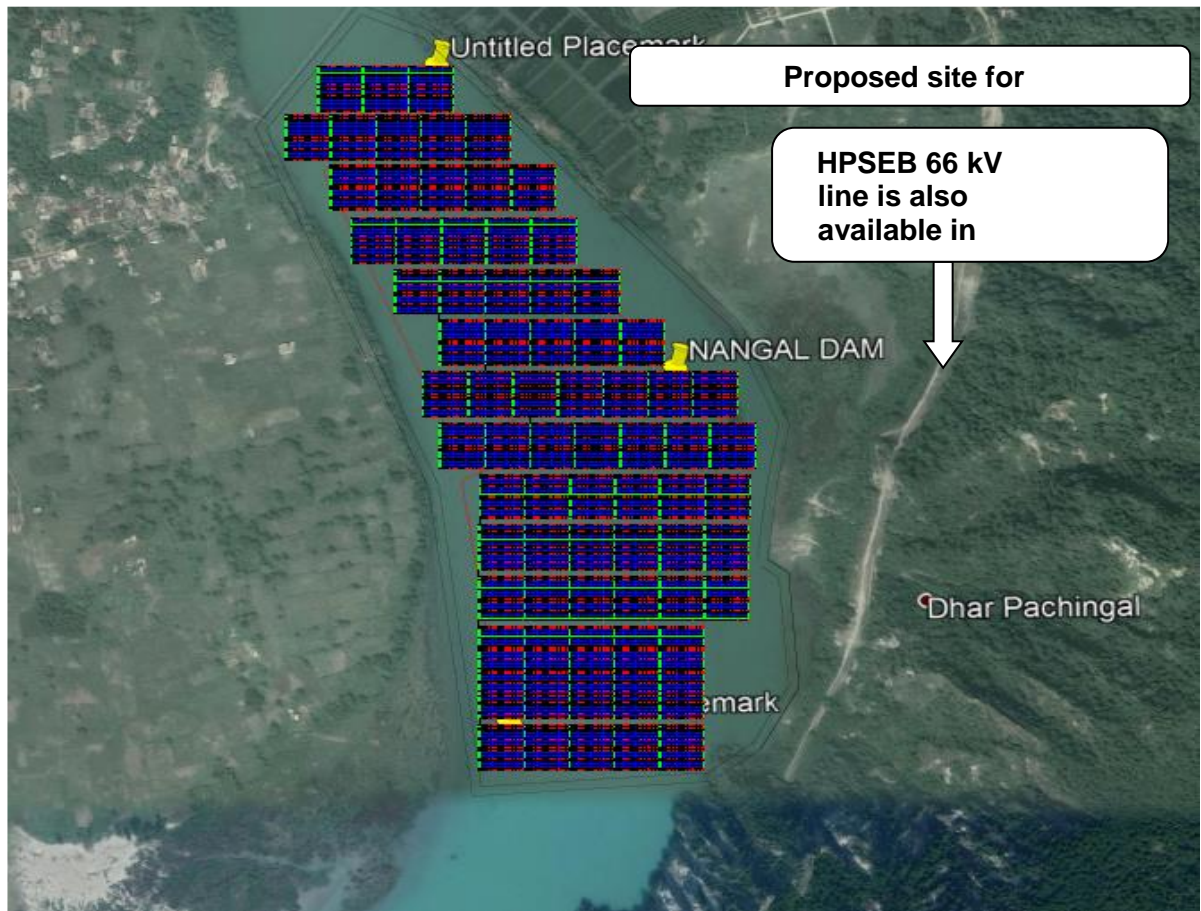 Untitled Placemark
Proposed site for
HPSEB 66 kV
line is also
available in
NANGAL DAM
Dhar Pachingal
emark